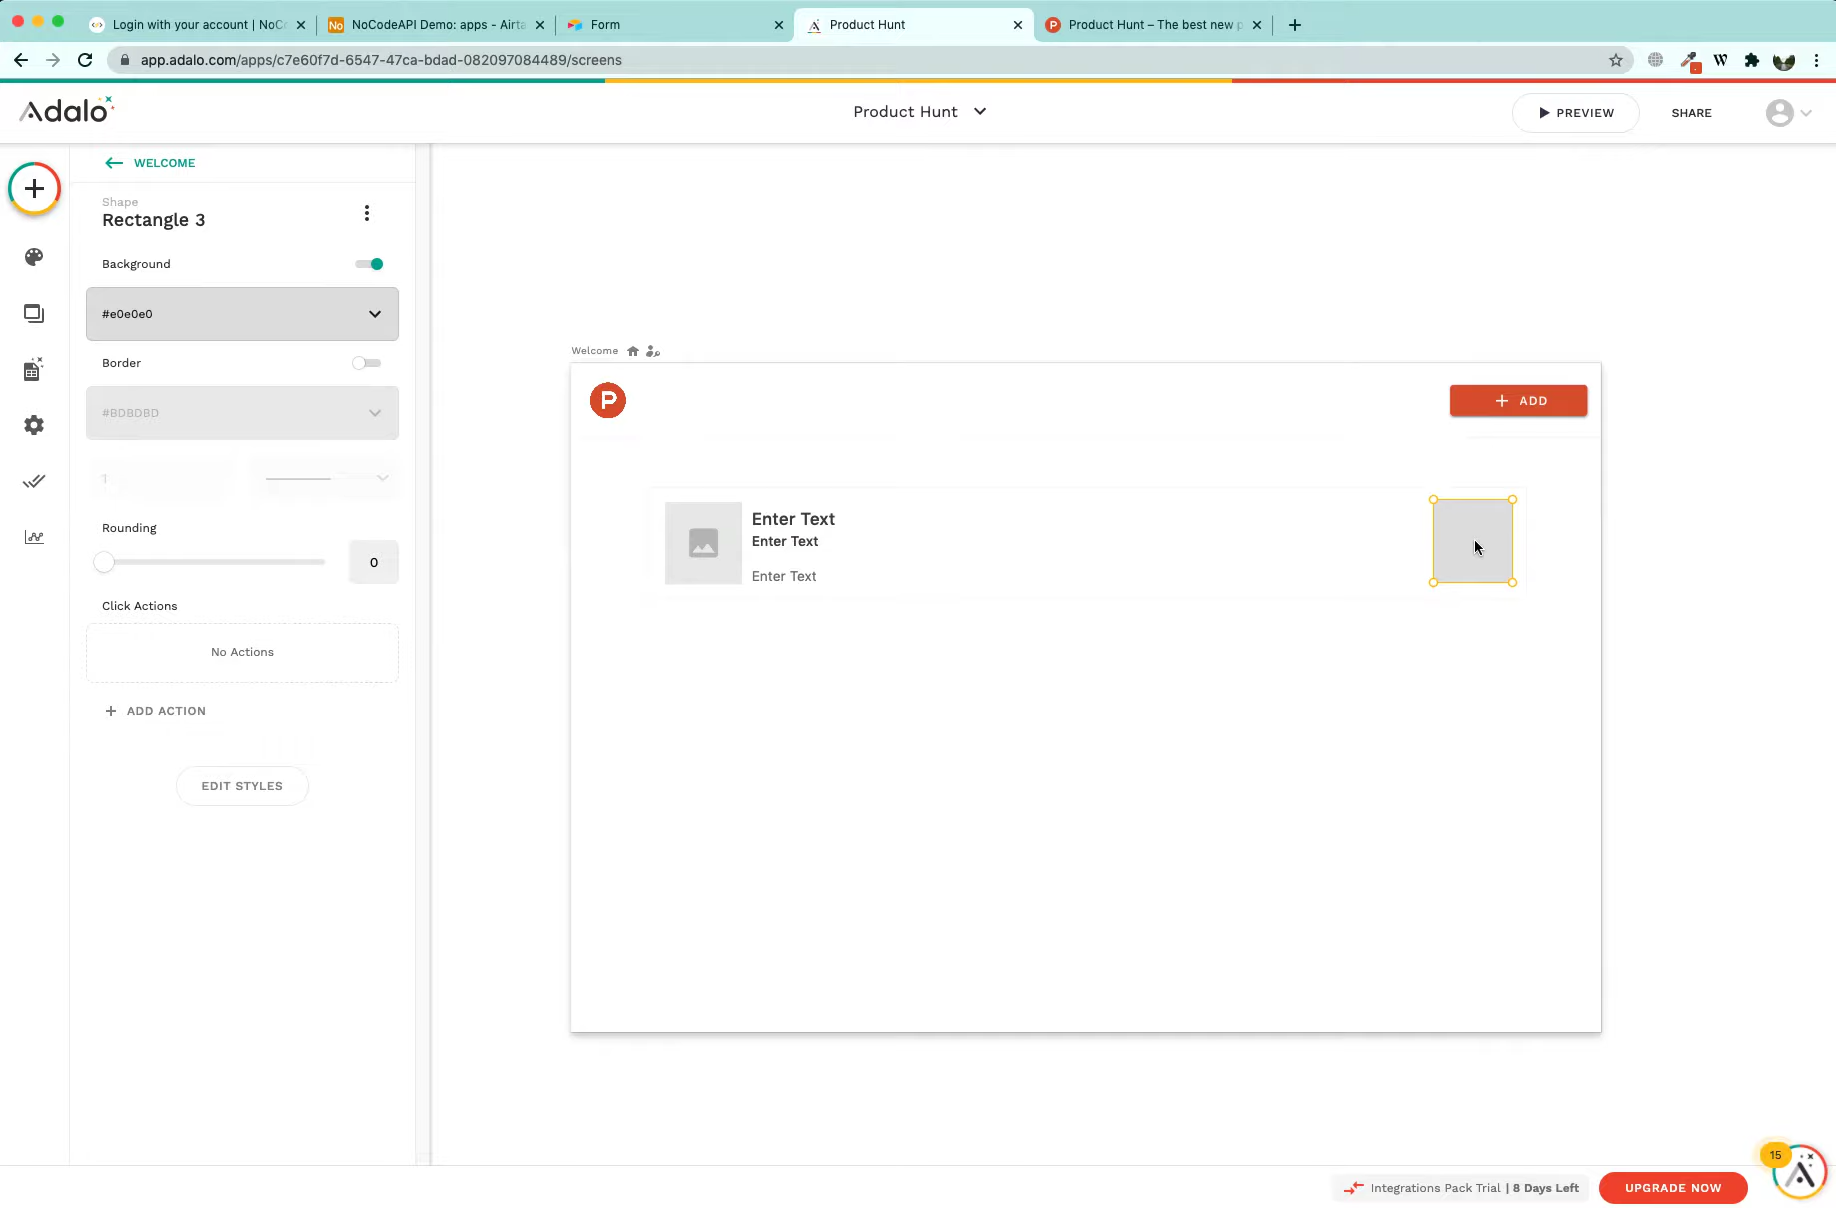 Login with your account | NoC
NoCodeAPI Demo: apps - Airta
Form
Product Hunt
Product Hunt – The best new p
app.adalo.com/apps/c7e60f7d-6547-47ca-bdad-082097084489/screens
Adalo
Product Hunt
PREVIEW
SHARE
WELCOME
Shape
Rectangle 3
Background
#e0e0e0
Border
#BDBDBD
1
Rounding
0
Click Actions
No Actions
ADD ACTION
EDIT STYLES
Welcome
P
ADD
Enter Text
Enter Text
Enter Text
15
Integrations Pack Trial | 8 Days Left
UPGRADE NOW